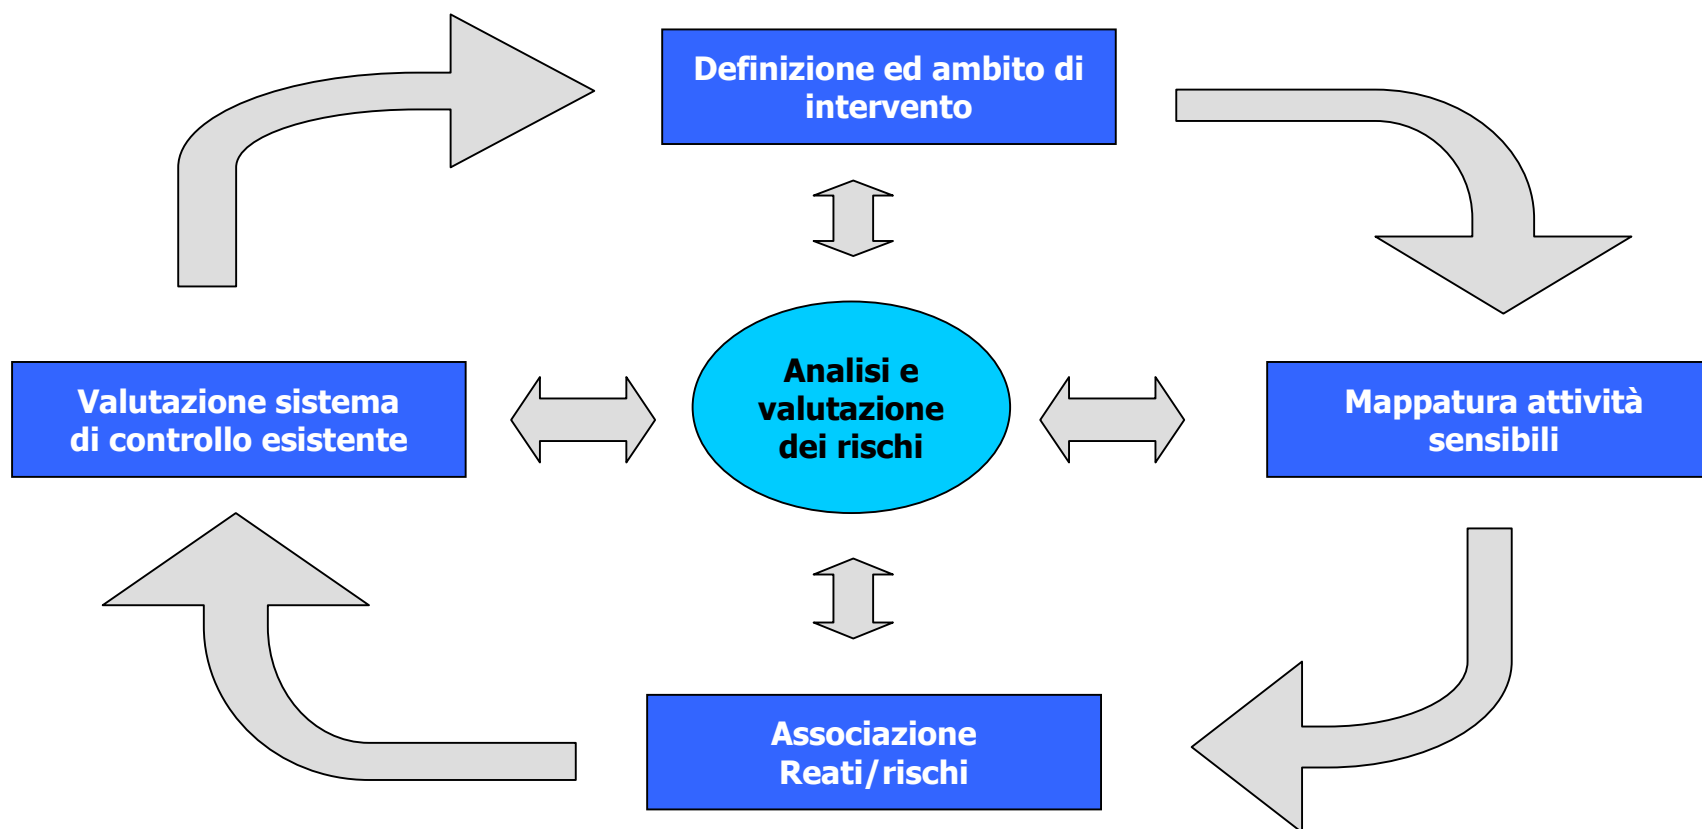 Definizione ed ambito di
intervento
Analisi e
valutazione
dei rischi
Valutazione sistema
di controllo esistente
Mappatura attività
sensibili
Associazione
Reati/rischi